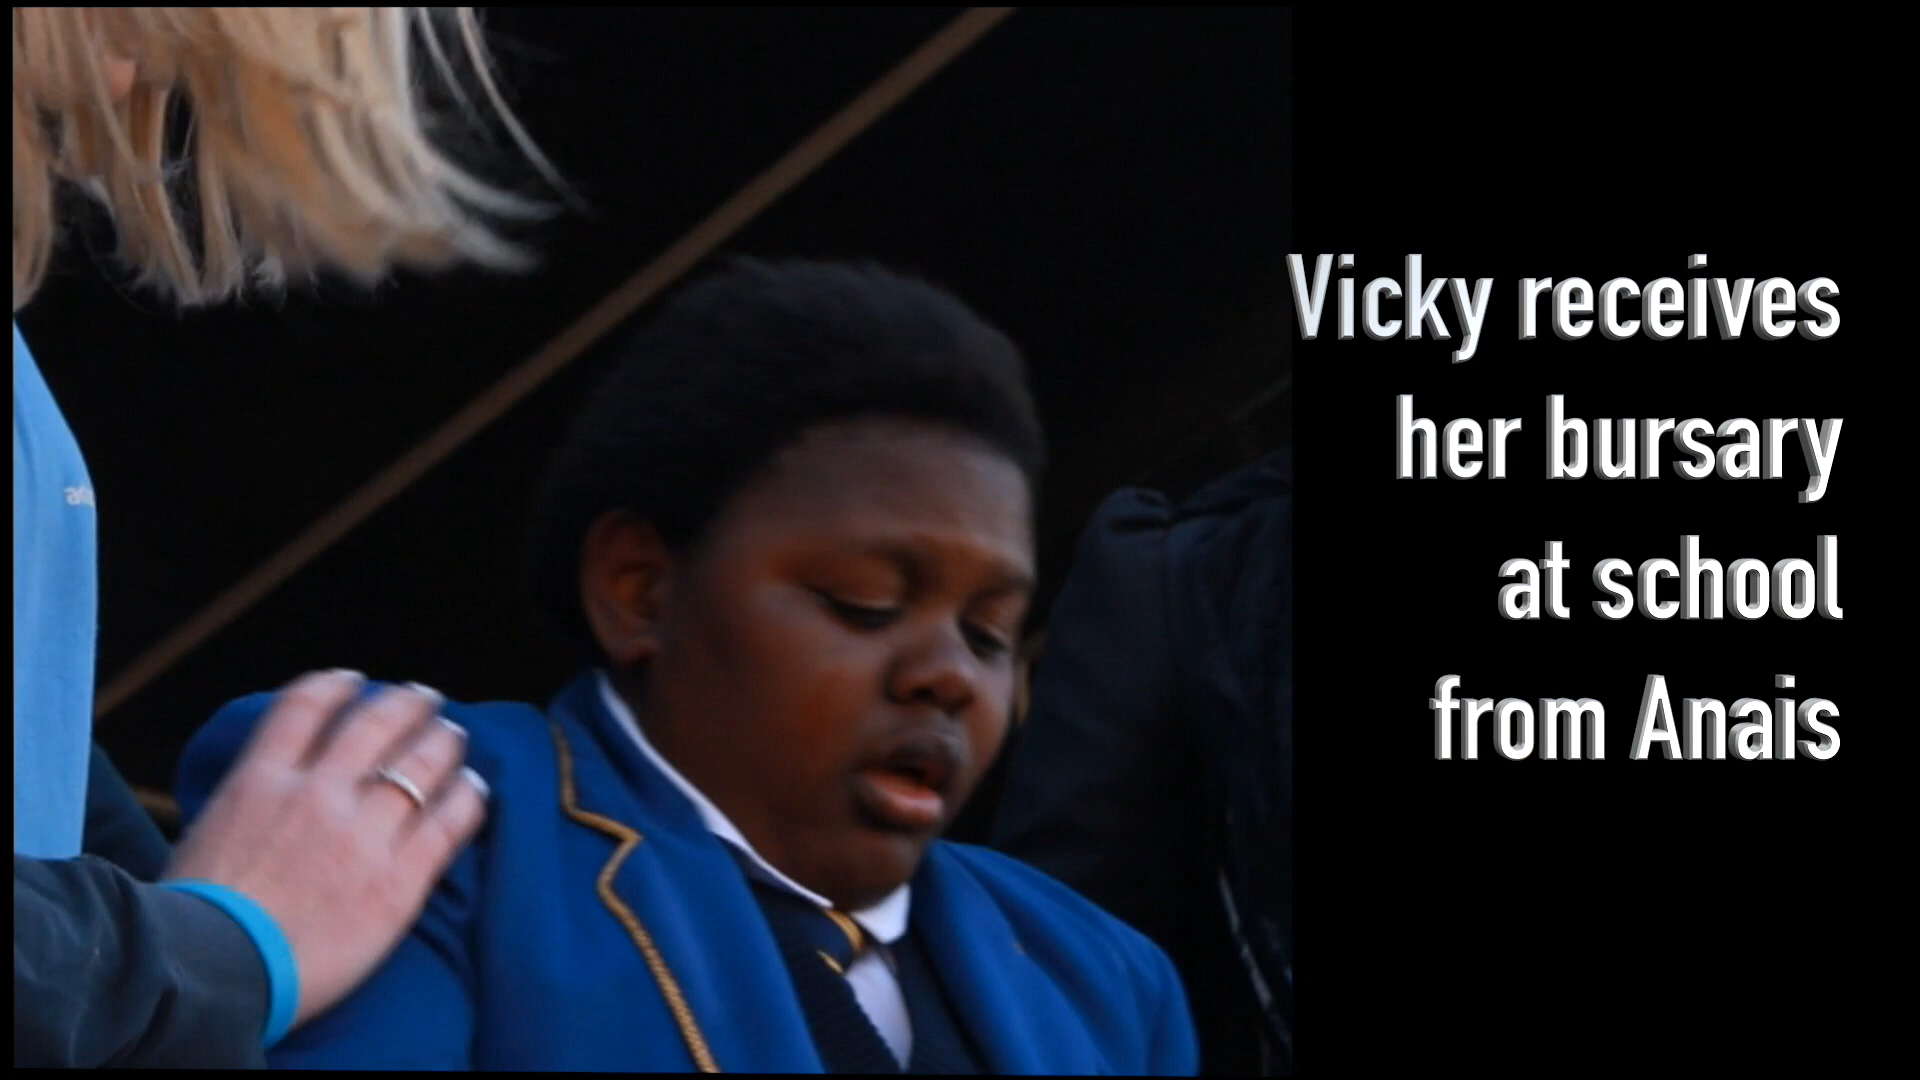 Vicky receives
her bursary
at school
from Anais